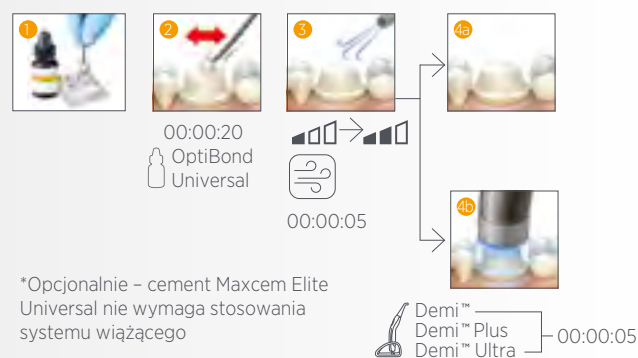 1
2
3
4a
00:00:20
OptiBond
Universal
00:00:05
4b
*Opcjonalnie – cement Maxcem Elite
Universal nie wymaga stosowania
systemu wiążącego
Demi™
Demi™ Plus
Demi™ Ultra
00:00:05